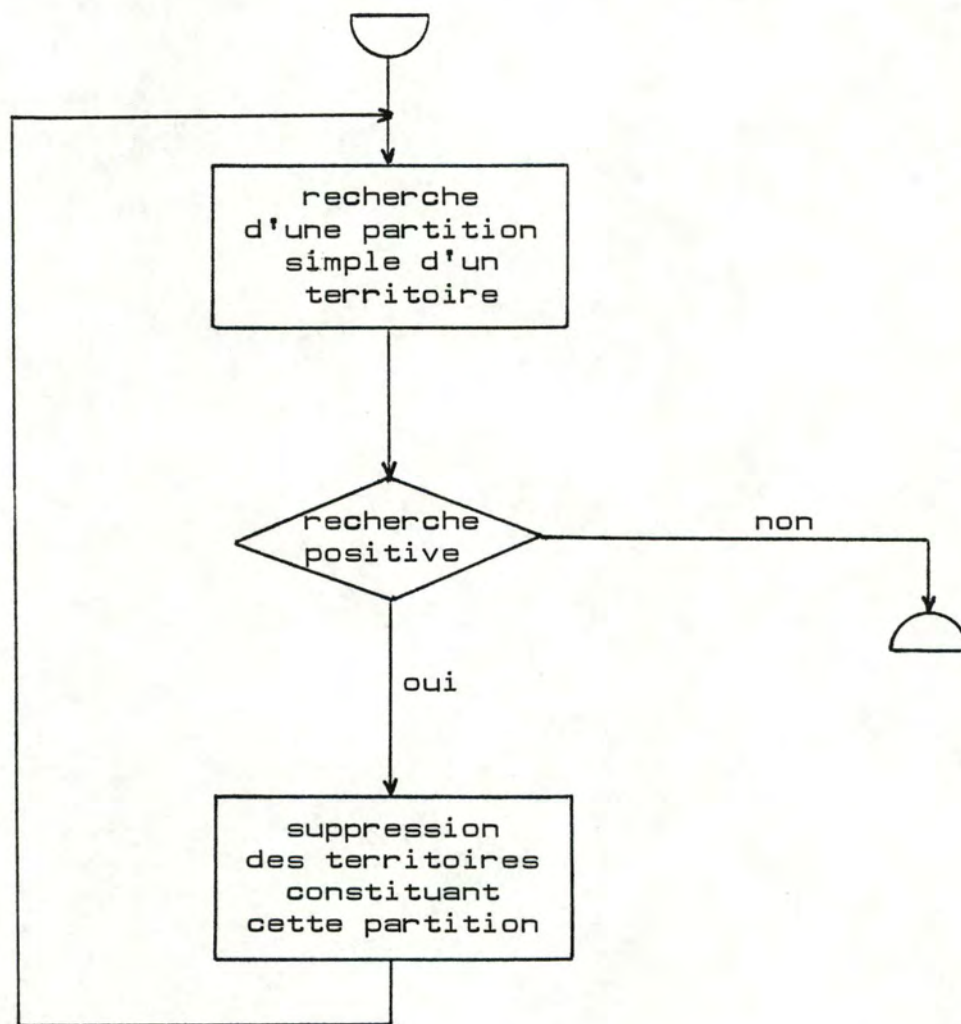 recherche
d'une partition
simple d'un
territoire
recherche
positive
non
oui
suppression
des territoires
constituant
cette partition